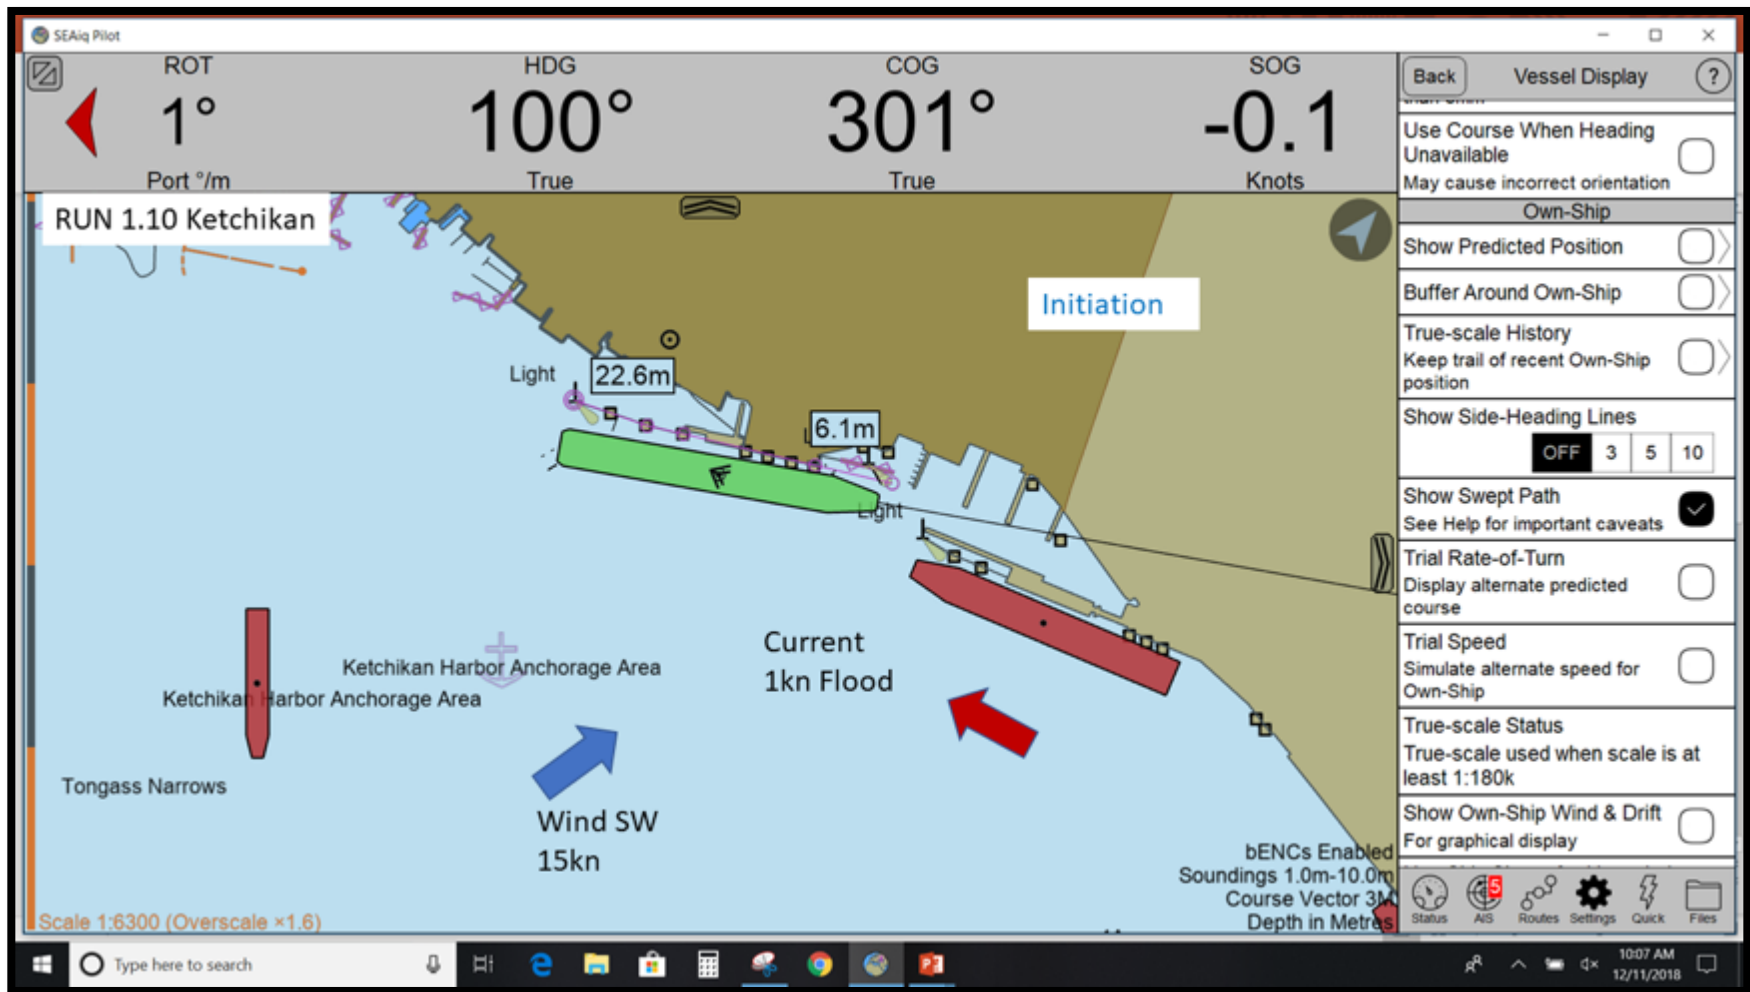 SEAiq Pilot
ROT
HDG
COG
SOG
1°
100°
301°
-0.1
Port °/m
True
True
Knots
RUN 1.10 Ketchikan
Initiation
Light
22.6m
6.1m
Light
Current
1kn Flood
Ketchikan Harbor Anchorage Area
Ketchikan Harbor Anchorage Area
Tongass Narrows
Wind SW
15kn
bENCs Enabled
Soundings 1.0m-10.0m
Course Vector 3M
Depth in Metres
Scale 1:6300 (Overscale ×1.6)
Back
Vessel Display
?
Use Course When Heading
Unavailable
May cause incorrect orientation
Own-Ship
Show Predicted Position
Buffer Around Own-Ship
True-scale History
Keep trail of recent Own-Ship
position
Show Side-Heading Lines
OFF 3 5 10
Show Swept Path
See Help for important caveats
Trial Rate-of-Turn
Display alternate predicted
course
Trial Speed
Simulate alternate speed for
Own-Ship
True-scale Status
True-scale used when scale is at
least 1:180k
Show Own-Ship Wind & Drift
For graphical display
5
Status AIS Routes Settings Quick Files
Type here to search
10:07 AM
12/11/2018